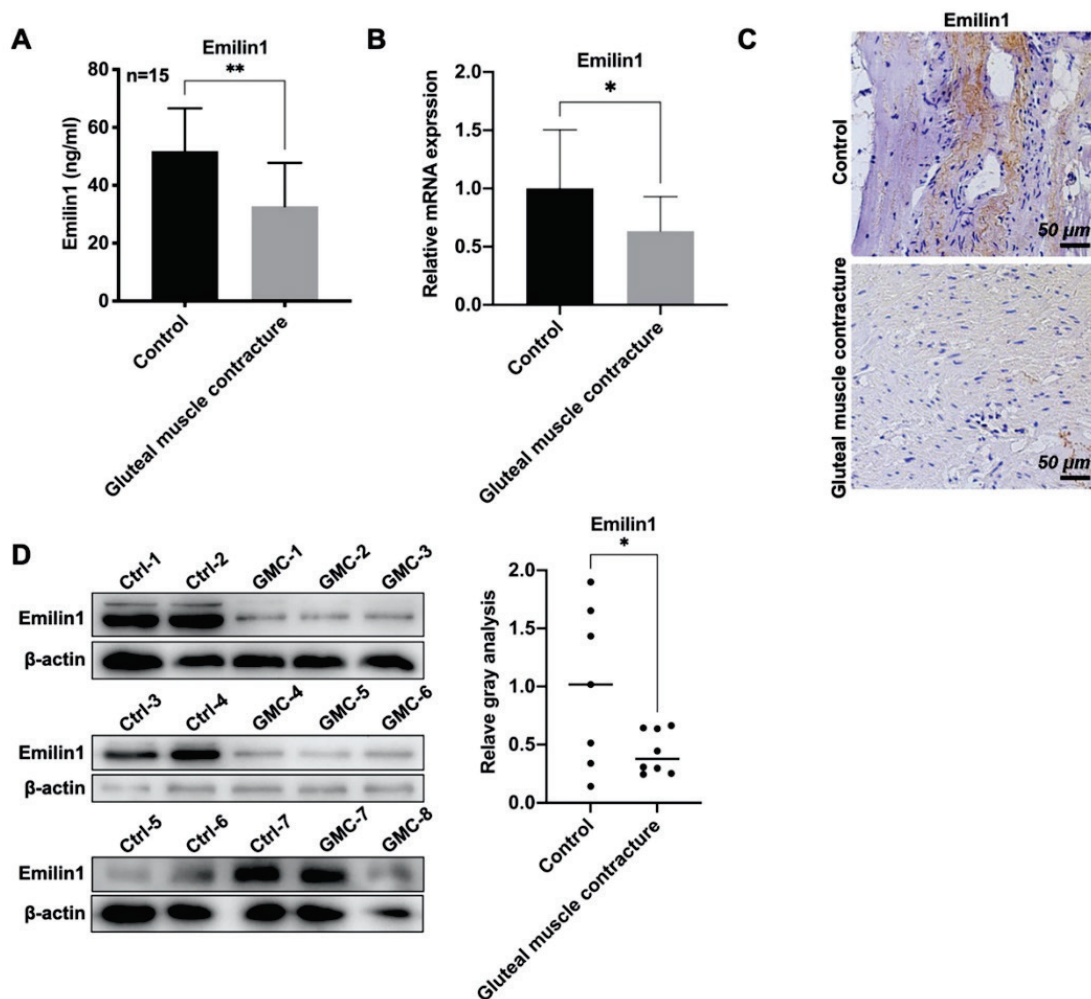 A
Emilin1
n=15
**
Emilin1 (ng/ml)
80
60
40
20
0
Control
Gluteal muscle contracture
B
Emilin1
*
Relative mRNA exprssion
2.0
1.5
1.0
0.5
0.0
Control
Gluteal muscle contracture
C
Emilin1
Control
50 µm
Gluteal muscle contracture
50 µm
D
Ctrl-1 Ctrl-2 GMC-1 GMC-2 GMC-3
Emilin1
β-actin
Ctrl-3 Ctrl-4 GMC-4 GMC-5 GMC-6
Emilin1
β-actin
Ctrl-5 Ctrl-6 Ctrl-7 GMC-7 GMC-8
Emilin1
β-actin
Emilin1
*
Relave gray analysis
2.0
1.5
1.0
0.5
0.0
Control
Gluteal muscle contracture